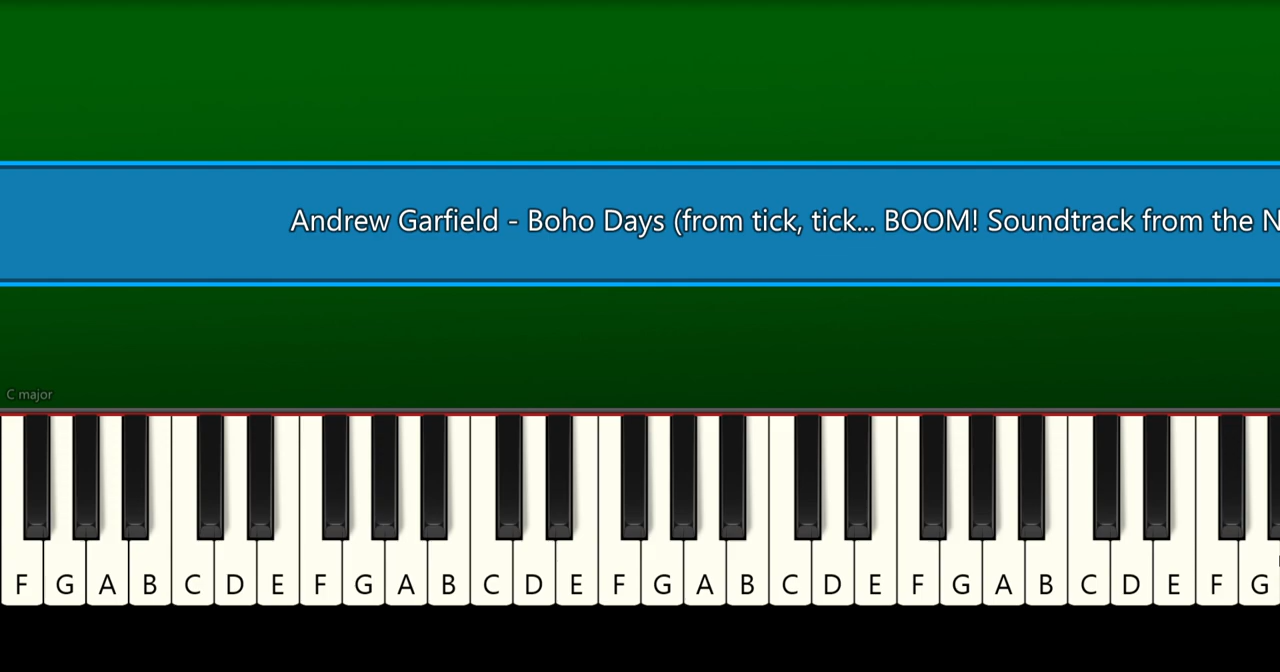 Andrew Garfield - Boho Days (from tick, tick... BOOM! Soundtrack from the N
C major
F G A B C D E F G A B C D E F G A B C D E F G A B C D E F G